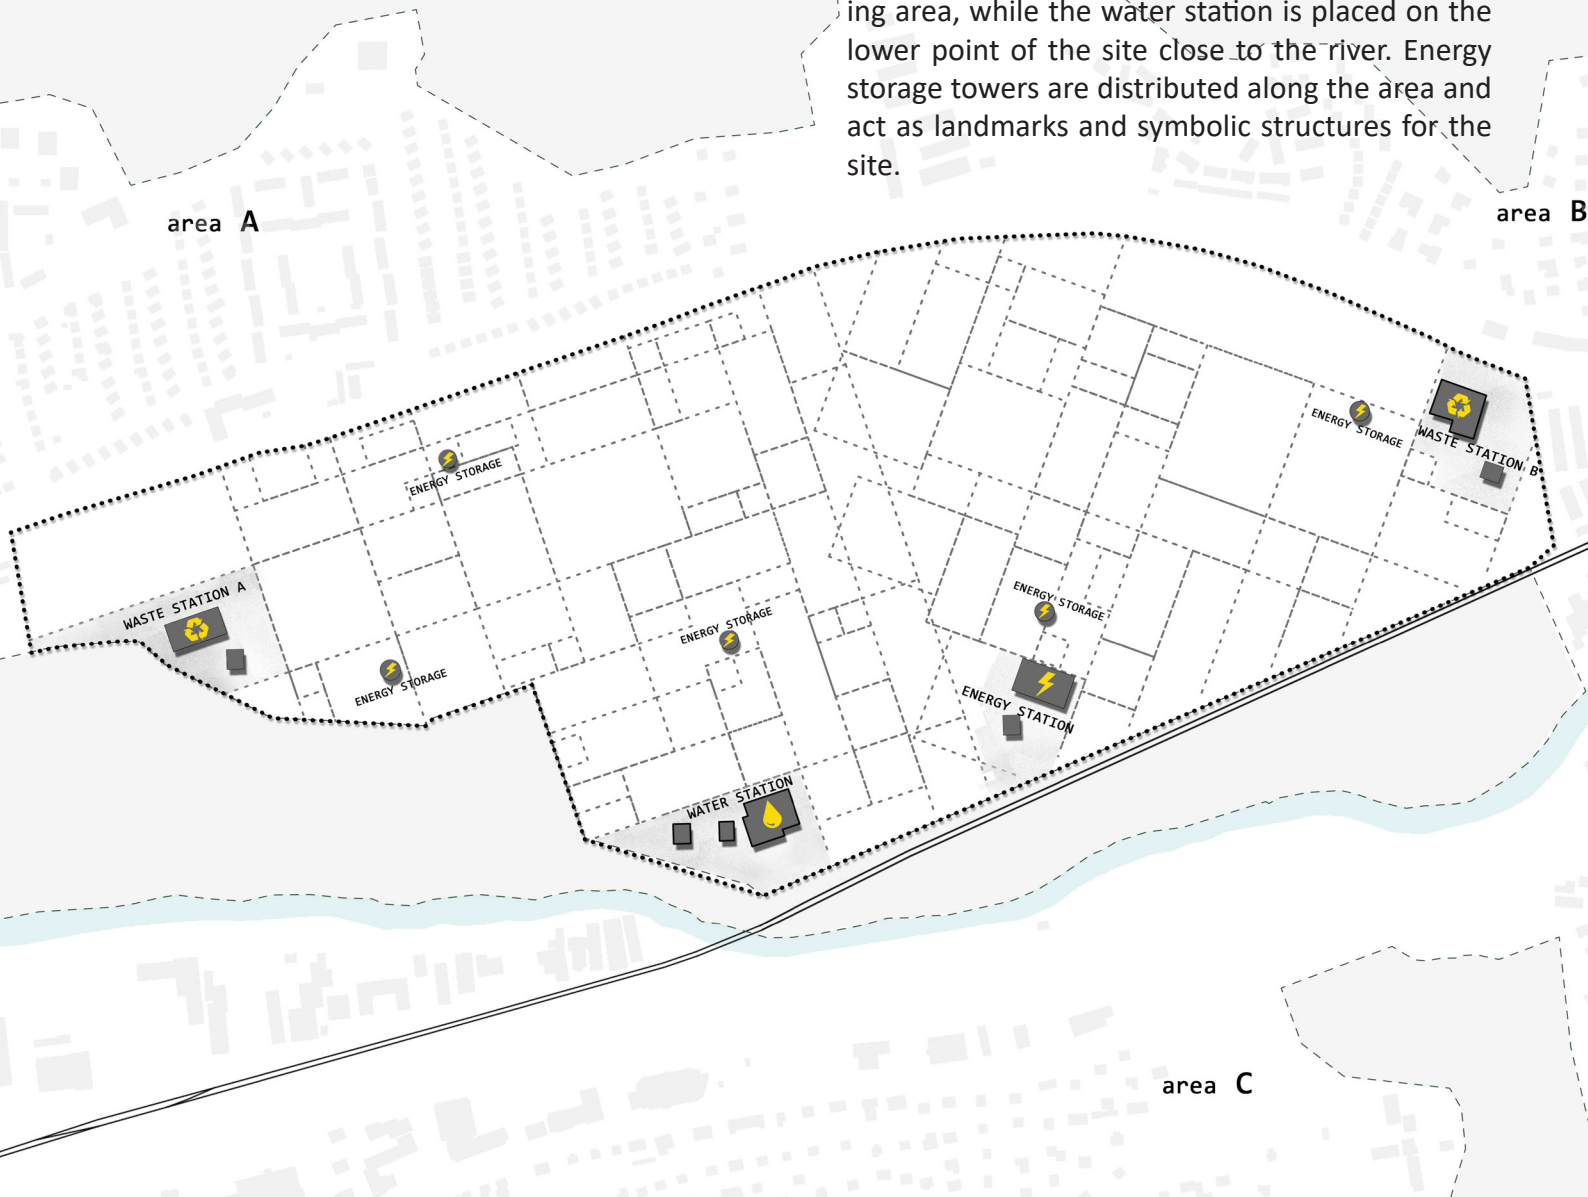 ing area, while the water station is placed on the
lower point of the site close to the river. Energy
storage towers are distributed along the area and
act as landmarks and symbolic structures for the
site.
area A
area B
ENERGY STORAGE
WASTE STATION B
ENERGY STORAGE
WASTE STATION A
ENERGY STORAGE
ENERGY STORAGE
ENERGY STORAGE
ENERGY STATION
WATER STATION
area C